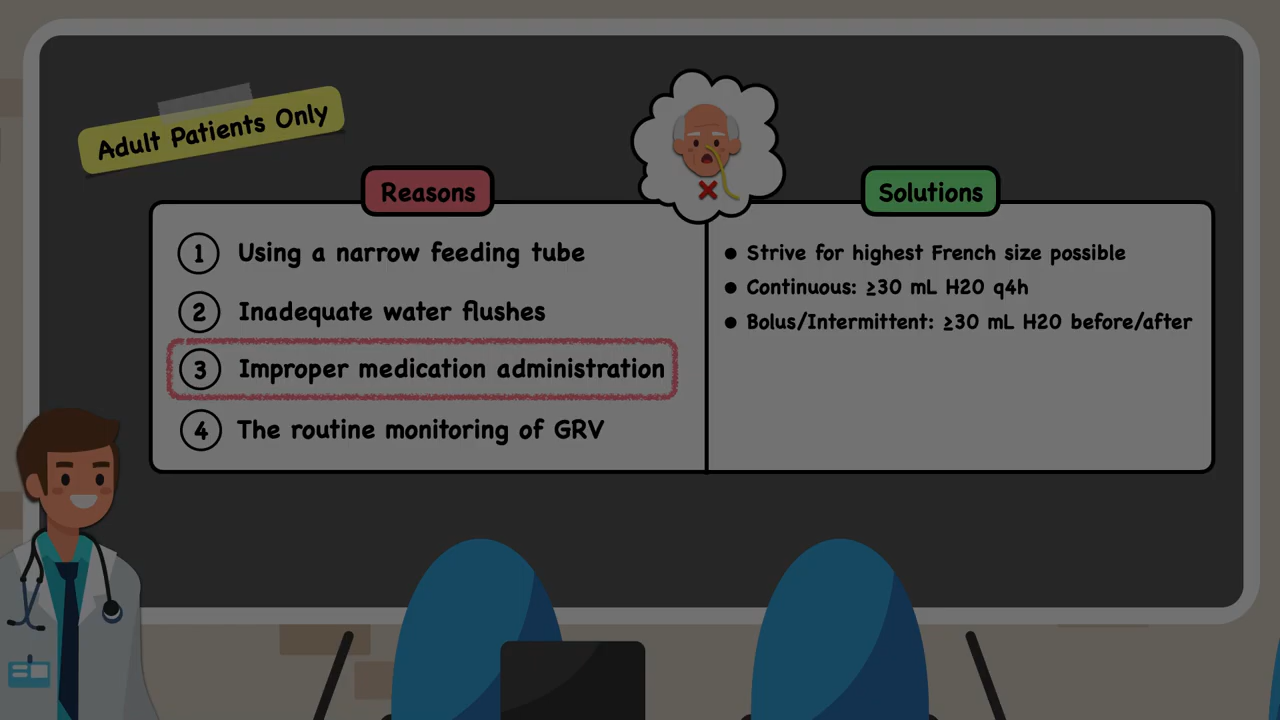 Adult Patients Only
Reasons
1 Using a narrow feeding tube
2 Inadequate water flushes
3 Improper medication administration
4 The routine monitoring of GRV
Solutions
• Strive for highest French size possible
• Continuous: ≥30 mL H20 q4h
• Bolus/Intermittent: ≥30 mL H20 before/after